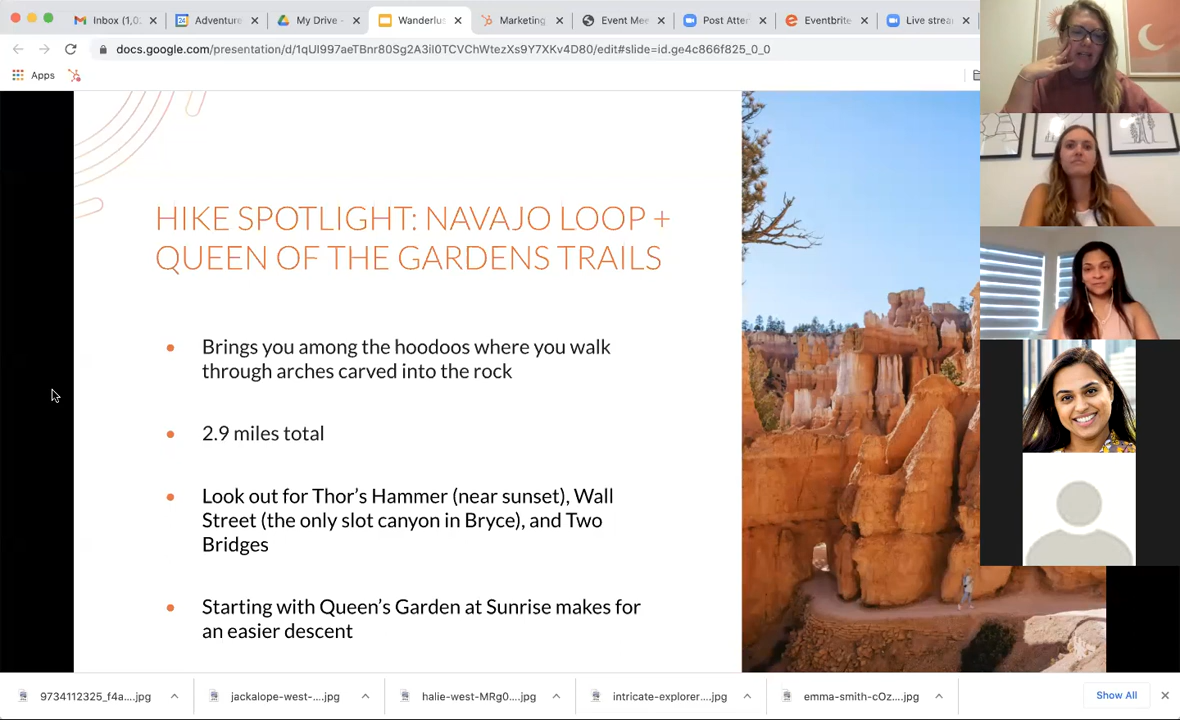 Inbox (1,0
Adventure
My Drive -
Wanderlus
Marketing
Event Mee
Post Atter
Eventbrite
Live strea
docs.google.com/presentation/d/1qUI997aeTBnr80Sg2A3il0TCVChWtezXs9Y7XKv4D80/edit#slide=id.ge4c866f825_0_0
Apps
HIKE SPOTLIGHT: NAVAJO LOOP +
QUEEN OF THE GARDENS TRAILS
Brings you among the hoodoos where you walk
through arches carved into the rock
2.9 miles total
Look out for Thor's Hammer (near sunset), Wall
Street (the only slot canyon in Bryce), and Two
Bridges
Starting with Queen's Garden at Sunrise makes for
an easier descent
9734112325_f4a....jpg
jackalope-west-....jpg
halie-west-MRg0....jpg
intricate-explorer....jpg
emma-smith-cOz....jpg
Show All